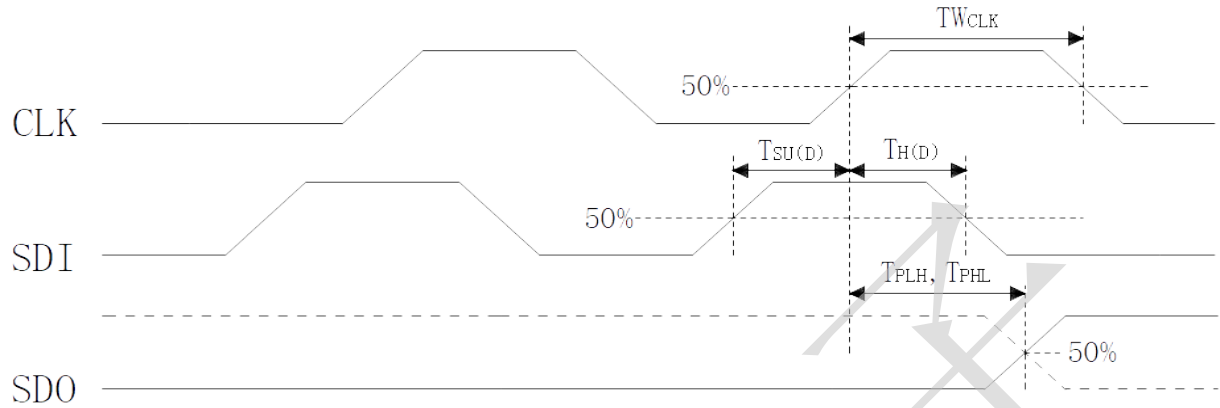 TWCLK
50%
CLK
TSU(D) TH(D)
50%
SDI
TPLH, TPHL
50%
SDO